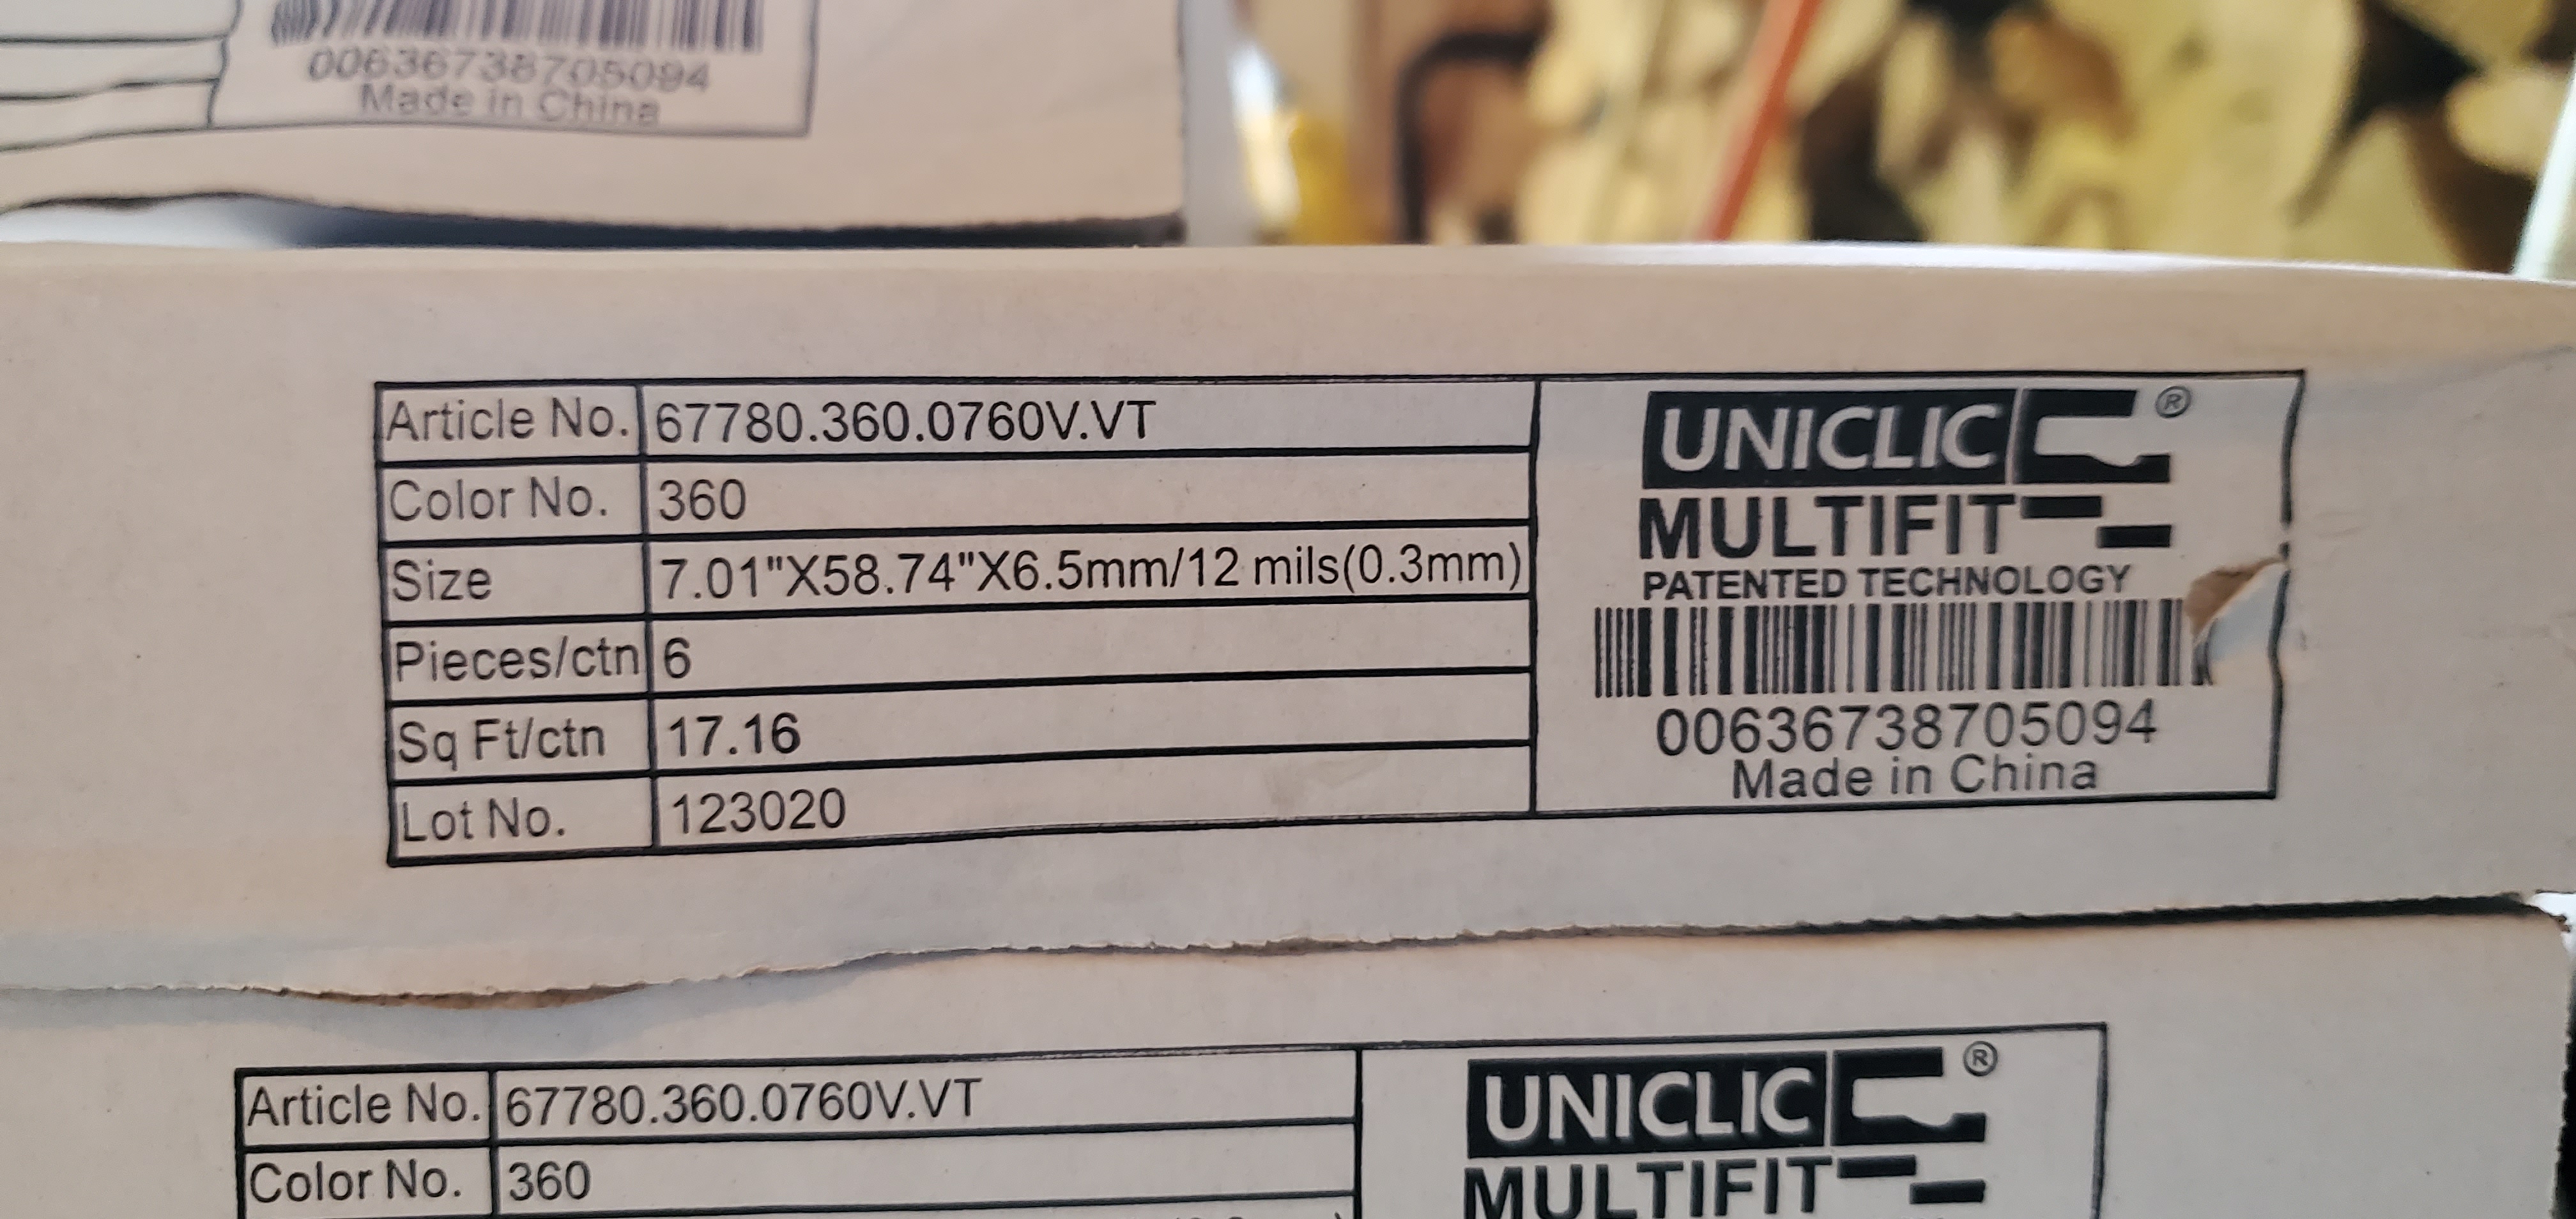 00636738705094
Made in China
Article No. 67780.360.0760V.VT
Color No. 360
Size 7.01"X58.74"X6.5mm/12 mils(0.3mm)
Pieces/ctn 6
Sq Ft/ctn 17.16
Lot No. 123020
UNICLIC ®
MULTIFIT
PATENTED TECHNOLOGY
00636738705094
Made in China
Article No. 67780.360.0760V.VT
Color No. 360
UNICLIC ®
MULTIFIT